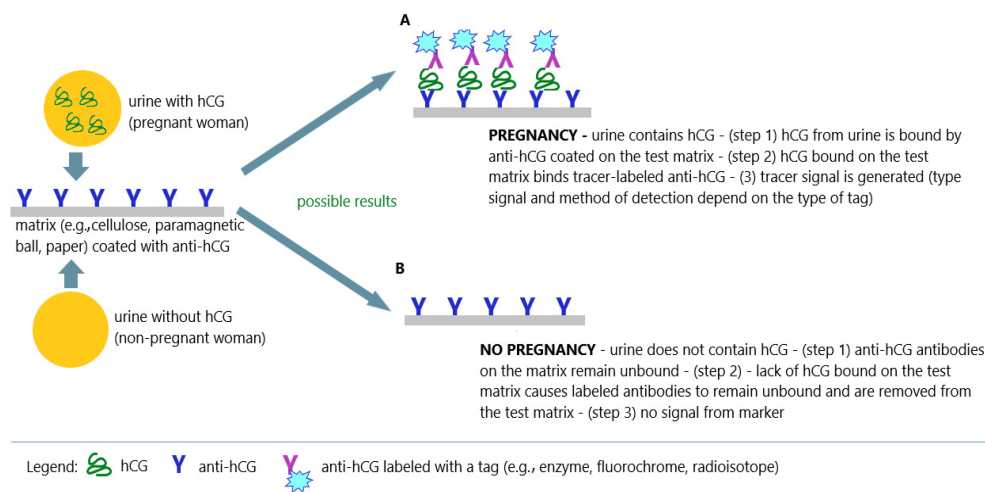 A
urine with hCG
(pregnant woman)
PREGNANCY - urine contains hCG - (step 1) hCG from urine is bound by
anti-hCG coated on the test matrix - (step 2) hCG bound on the test
matrix binds tracer-labeled anti-hCG - (3) tracer signal is generated (type
signal and method of detection depend on the type of tag)
possible results
matrix (e.g.,cellulose, paramagnetic
ball, paper) coated with anti-hCG
B
urine without hCG
(non-pregnant woman)
NO PREGNANCY - urine does not contain hCG - (step 1) anti-hCG antibodies
on the matrix remain unbound - (step 2) - lack of hCG bound on the test
matrix causes labeled antibodies to remain unbound and are removed from
the test matrix - (step 3) no signal from marker
Legend: hCG anti-hCG anti-hCG labeled with a tag (e.g., enzyme, fluorochrome, radioisotope)